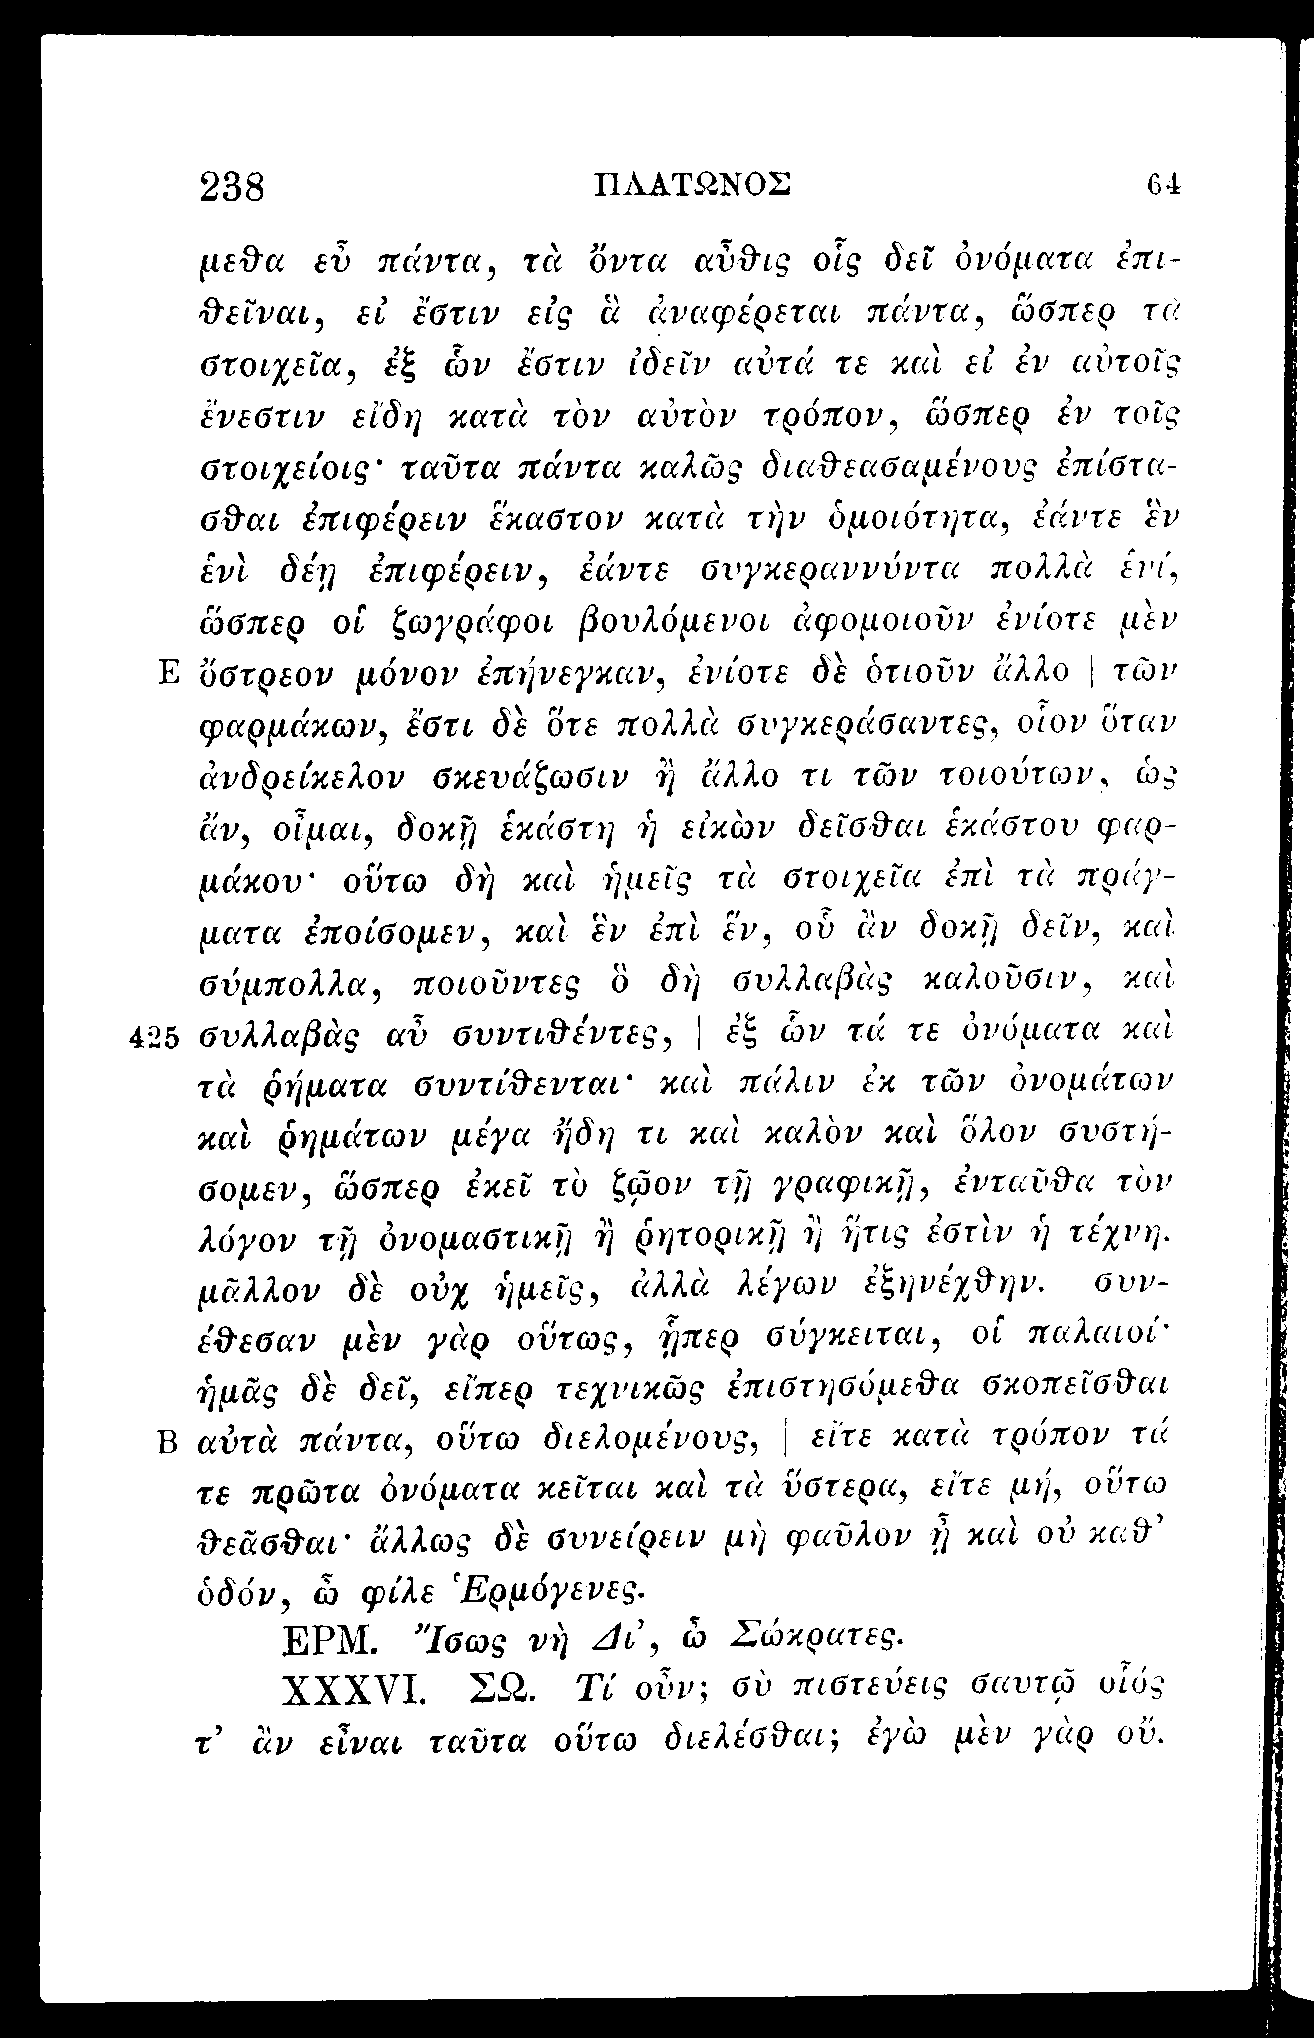 238 ΠΛΑΤΩΝΟΣ 64
μεθα εὖ πάντα, τὰ ὄντα αὖθις οἷς δεῖ ὀνόματα ἐπι-
θεῖναι, εἰ ἔστιν εἰς ἃ ἀναφέρεται πάντα, ὥσπερ τὰ
στοιχεῖα, ἐξ ὧν ἔστιν ἰδεῖν αὐτά τε καὶ εἰ ἐν αὐτοῖς
ἔνεστιν εἴδη κατὰ τὸν αὐτὸν τρόπον, ὥσπερ ἐν τοῖς
στοιχείοις· ταῦτα πάντα καλῶς διαθεασαμένους ἐπίστα-
σθαι ἐπιφέρειν ἕκαστον κατὰ τὴν ὁμοιότητα, ἐάντε ἓν
ἑνὶ δέῃ ἐπιφέρειν, ἐάντε συγκεραννύντα πολλὰ ἑνί,
ὥσπερ οἱ ζωγράφοι βουλόμενοι ἀφομοιοῦν ἐνίοτε μὲν
E ὄστρεον μόνον ἐπήνεγκαν, ἐνίοτε δὲ ὁτιοῦν ἄλλο | τῶν
φαρμάκων, ἔστι δὲ ὅτε πολλὰ συγκεράσαντες, οἷον ὅταν
ἀνδρείκελον σκευάζωσιν ἢ ἄλλο τι τῶν τοιούτων, ὡς
ἄν, οἶμαι, δοκῇ ἑκάστη ἡ εἰκὼν δεῖσθαι ἑκάστου φαρ-
μάκου· οὕτω δὴ καὶ ἡμεῖς τὰ στοιχεῖα ἐπὶ τὰ πράγ-
ματα ἐποίσομεν, καὶ ἓν ἐπὶ ἕν, οὗ ἂν δοκῇ δεῖν, καὶ
σύμπολλα, ποιοῦντες ὃ δὴ συλλαβὰς καλοῦσιν, καὶ
425 συλλαβὰς αὖ συντιθέντες, | ἐξ ὧν τά τε ὀνόματα καὶ
τὰ ῥήματα συντίθενται· καὶ πάλιν ἐκ τῶν ὀνομάτων
καὶ ῥημάτων μέγα ἤδη τι καὶ καλὸν καὶ ὅλον συστή-
σομεν, ὥσπερ ἐκεῖ τὸ ζῷον τῇ γραφικῇ, ἐνταῦθα τὸν
λόγον τῇ ὀνομαστικῇ ἢ ῥητορικῇ ἢ ἥτις ἐστὶν ἡ τέχνη.
μᾶλλον δὲ οὐχ ἡμεῖς, ἀλλὰ λέγων ἐξηνέχθην. συν-
έθεσαν μὲν γὰρ οὕτως, ᾗπερ σύγκειται, οἱ παλαιοί·
ἡμᾶς δὲ δεῖ, εἴπερ τεχνικῶς ἐπιστησόμεθα σκοπεῖσθαι
B αὐτὰ πάντα, οὕτω διελομένους, | εἴτε κατὰ τρόπον τά
τε πρῶτα ὀνόματα κεῖται καὶ τὰ ὕστερα, εἴτε μή, οὕτω
θεᾶσθαι· ἄλλως δὲ συνείρειν μὴ φαῦλον ᾖ καὶ οὐ καθ’
ὁδόν, ὦ φίλε Ἑρμόγενες.
ΕΡΜ. Ἴσως νὴ Δι’, ὦ Σώκρατες.
XXXVI. ΣΩ. Τί οὖν; σὺ πιστεύεις σαυτῷ οἷός
τ’ ἂν εἶναι ταῦτα οὕτω διελέσθαι; ἐγὼ μὲν γὰρ οὔ.